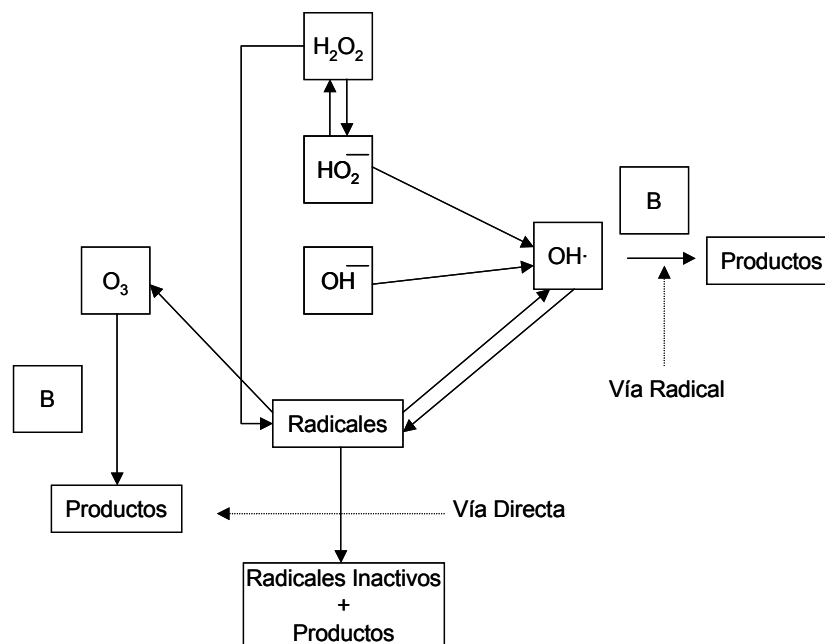 H₂O₂
HO₂⁻
B
OH⁻
OH·
Productos
O₃
Vía Radical
B
Radicales
Productos
Vía Directa
Radicales Inactivos
+
Productos